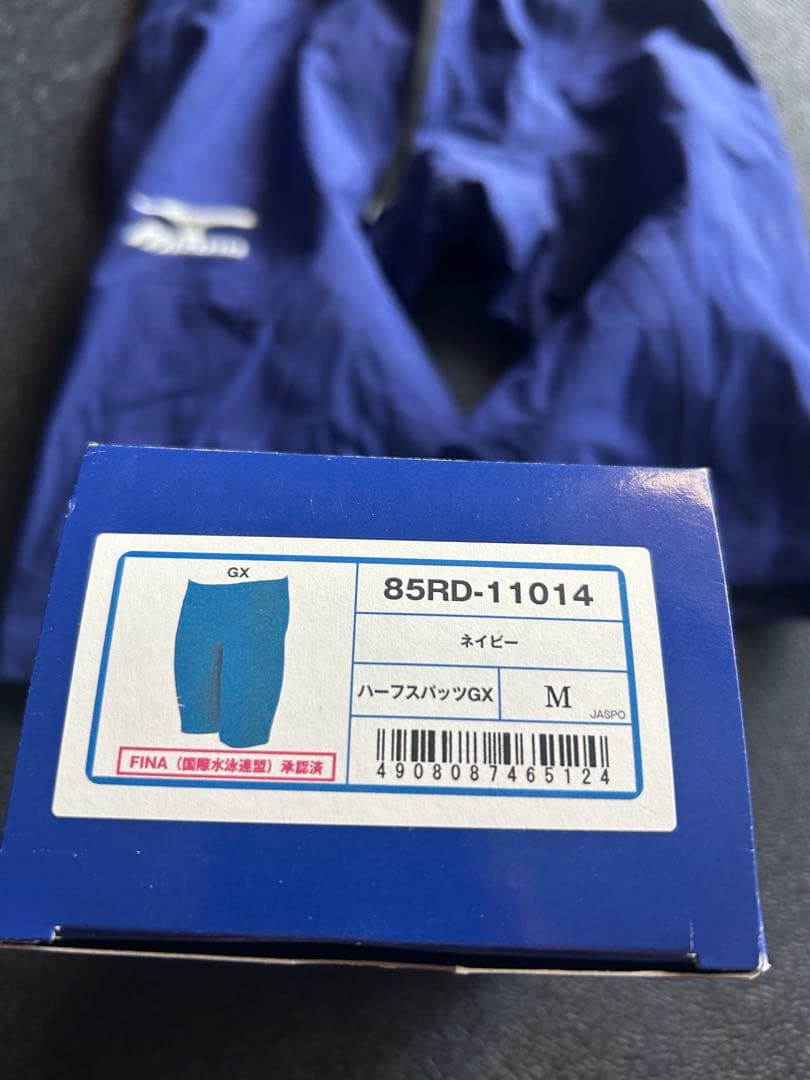 GX
FINA（国際水泳連盟）承認済
85RD-11014
ネイビー
ハーフスパッツGX
M
JASPO
4908087465124